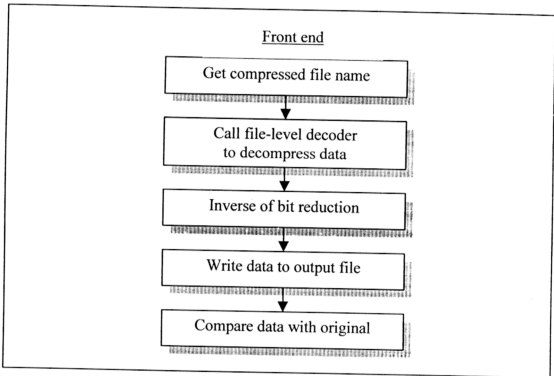 Front end
Get compressed file name
Call file-level decoder
to decompress data
Inverse of bit reduction
Write data to output file
Compare data with original